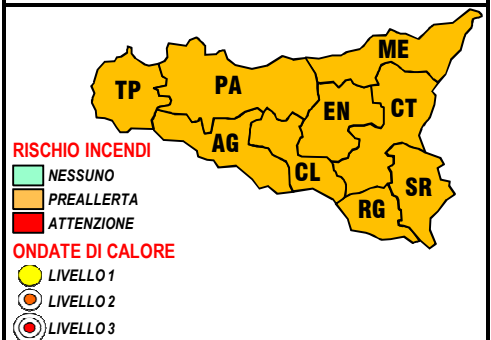 ME
TP
PA
EN
CT
AG
CL
SR
RG
RISCHIO INCENDI
NESSUNO
PREALLERTA
ATTENZIONE
ONDATE DI CALORE
LIVELLO 1
LIVELLO 2
LIVELLO 3